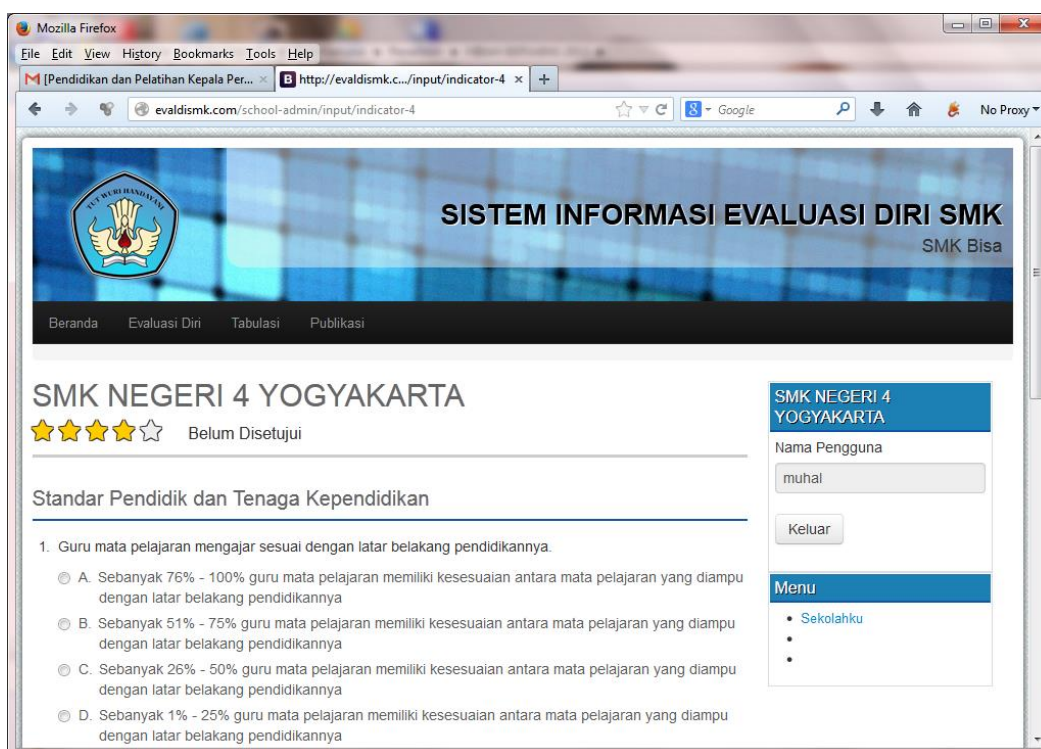 Mozilla Firefox
File Edit View History Bookmarks Tools Help
[Pendidikan dan Pelatihan Kepala Per... × http://evaldismk.c.../input/indicator-4 × +
evaldismk.com/school-admin/input/indicator-4 Google No Proxy
TUT WURI HANDAYANI
SISTEM INFORMASI EVALUASI DIRI SMK
SMK Bisa
Beranda Evaluasi Diri Tabulasi Publikasi
SMK NEGERI 4 YOGYAKARTA
Belum Disetujui
Standar Pendidik dan Tenaga Kependidikan
1. Guru mata pelajaran mengajar sesuai dengan latar belakang pendidikannya.
A. Sebanyak 76% - 100% guru mata pelajaran memiliki kesesuaian antara mata pelajaran yang diampu
dengan latar belakang pendidikannya
B. Sebanyak 51% - 75% guru mata pelajaran memiliki kesesuaian antara mata pelajaran yang diampu
dengan latar belakang pendidikannya
C. Sebanyak 26% - 50% guru mata pelajaran memiliki kesesuaian antara mata pelajaran yang diampu
dengan latar belakang pendidikannya
D. Sebanyak 1% - 25% guru mata pelajaran memiliki kesesuaian antara mata pelajaran yang diampu
dengan latar belakang pendidikannya
SMK NEGERI 4
YOGYAKARTA
Nama Pengguna
muhal
Keluar
Menu
Sekolahku